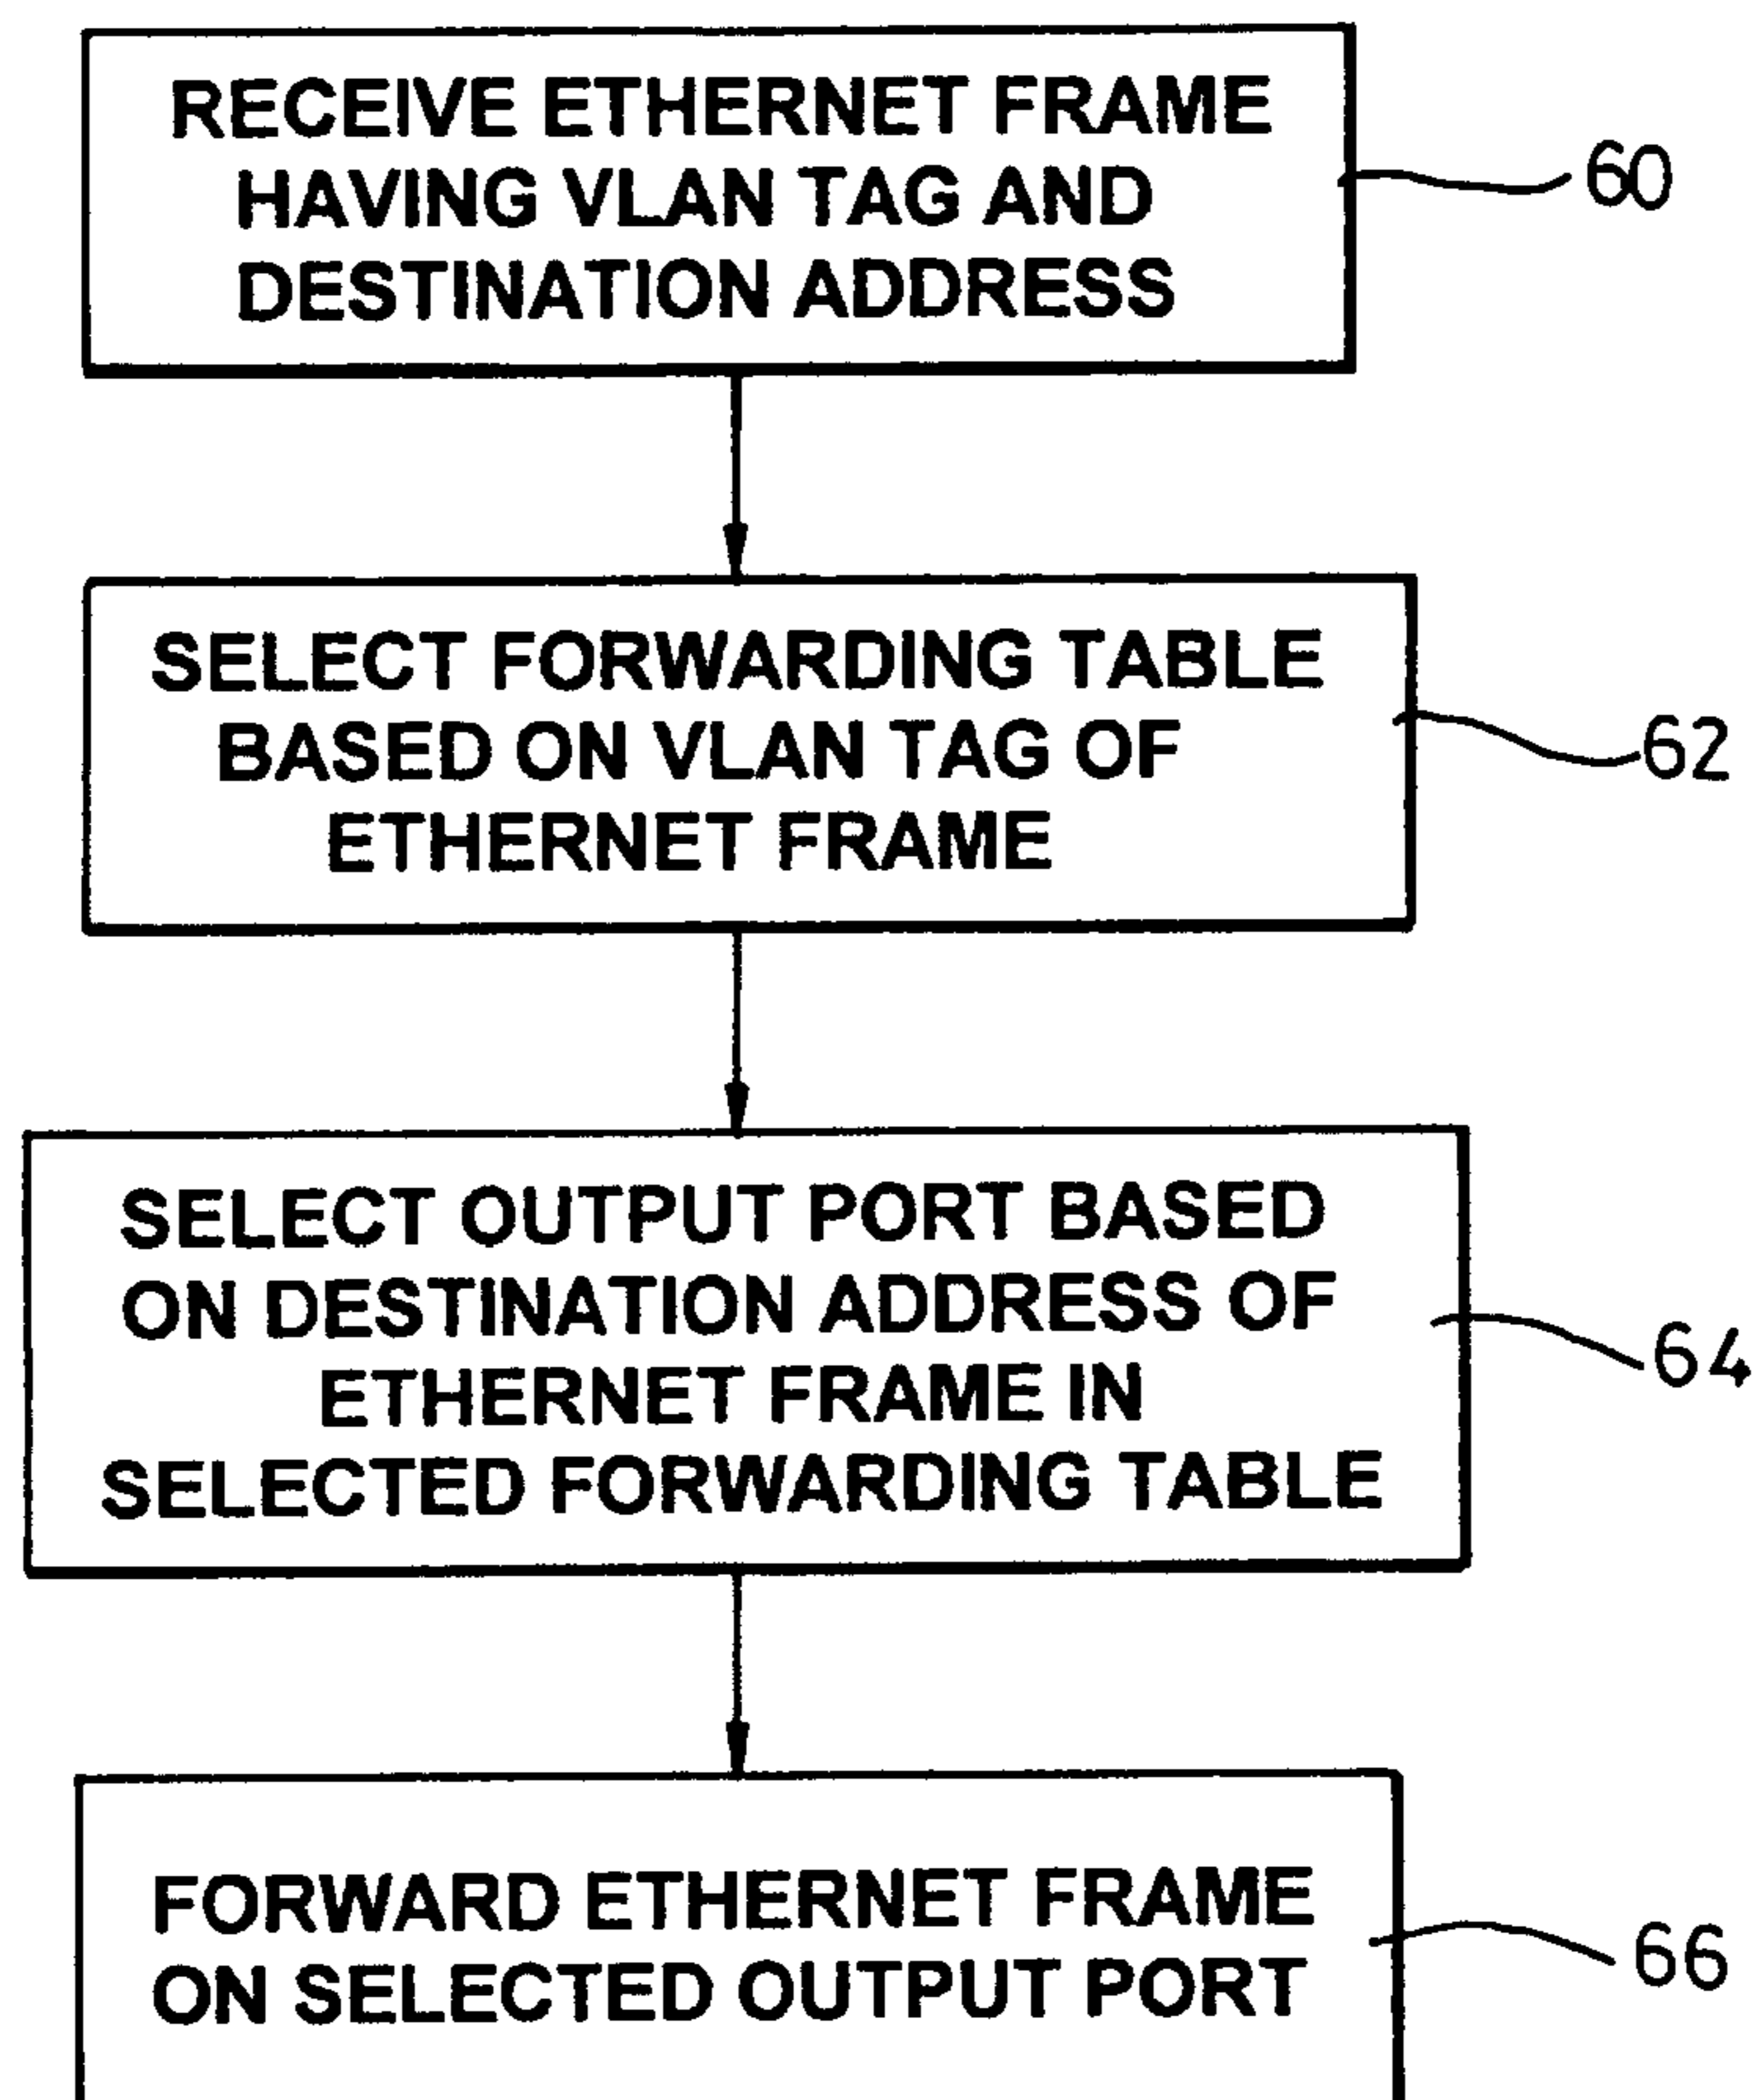 RECEIVE ETHERNET FRAME
HAVING VLAN TAG AND
DESTINATION ADDRESS
60
SELECT FORWARDING TABLE
BASED ON VLAN TAG OF
ETHERNET FRAME
62
SELECT OUTPUT PORT BASED
ON DESTINATION ADDRESS OF
ETHERNET FRAME IN
SELECTED FORWARDING TABLE
64
FORWARD ETHERNET FRAME
ON SELECTED OUTPUT PORT
66